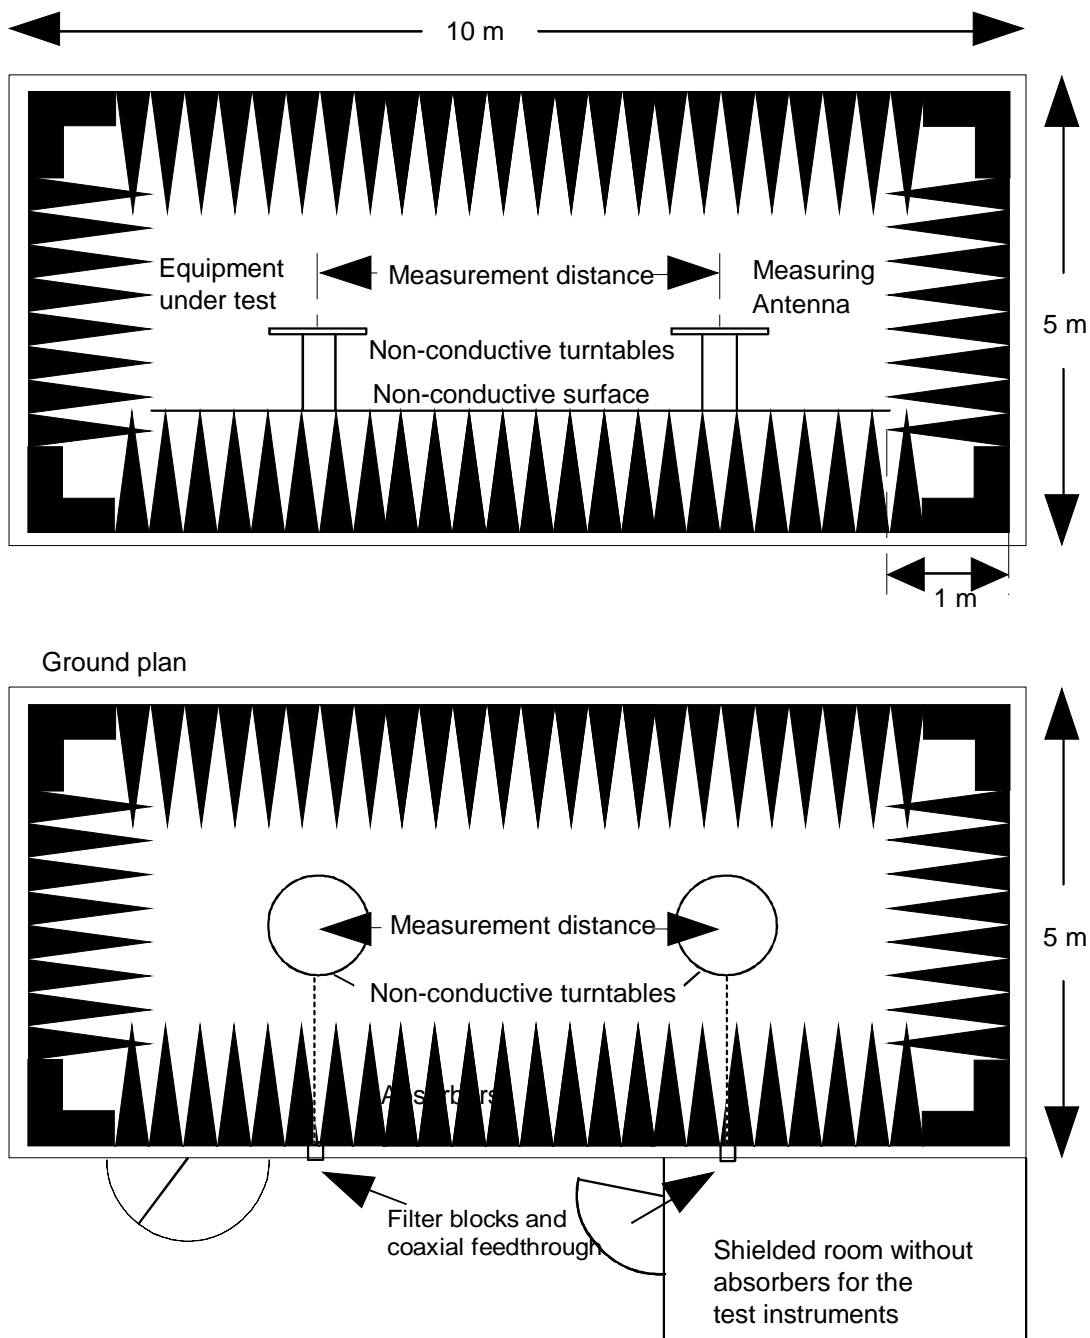 10 m
Equipment
under test
Measurement distance
Measuring
Antenna
5 m
Non-conductive turntables
Non-conductive surface
1 m
Ground plan
Measurement distance
5 m
Non-conductive turntables
Absorbers
Filter blocks and
coaxial feedthrough
Shielded room without
absorbers for the
test instruments